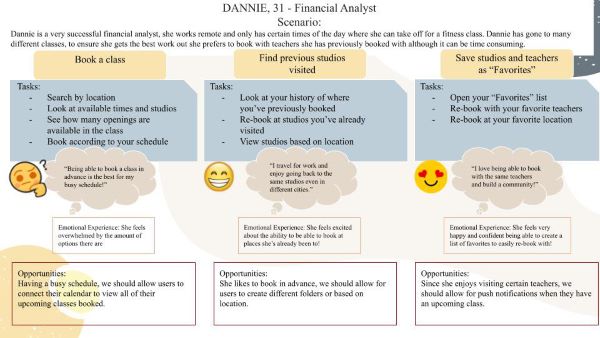 DANNIE, 31 - Financial Analyst
Scenario:
Dannie is a very successful financial analyst, she works remote and only has certain times of the day where she can take off for a fitness class. Dannie has gone to many
different classes, to ensure she gets the best work out she prefers to book with teachers she has previously booked with although it can be time consuming.
Book a class
Tasks:
- Search by location
- Look at available times and studios
- See how many openings are
available in the class
- Book according to your schedule
"Being able to book a class in
advance is the best for my
busy schedule!"
Emotional Experience: She feels
overwhelmed by the amount of
options there are
Opportunities:
Having a busy schedule, we should allow users to
connect their calendar to view all of their
upcoming classes booked.
Find previous studios
visited
Tasks:
- Look at your history of where
you've previously booked
- Re-book at studios you've already
visited
- View studios based on location
"I travel for work and
enjoy going back to the
same studios even in
different cities."
Emotional Experience: She feels excited
about the ability to be able to book at
places she's already been to!
Opportunities:
She likes to book in advance, we should allow for
users to create different folders or based on
location.
Save studios and teachers
as "Favorites"
Tasks:
- Open your "Favorites" list
- Re-book with your favorite teachers
- Re-book at your favorite location
"I love being able to book
with the same teachers
and build a community!"
Emotional Experience: She feels very
happy and confident being able to create a
list of favorites to easily re-book with!
Opportunities:
Since she enjoys visiting certain teachers, we
should allow for push notifications when they have
an upcoming class.